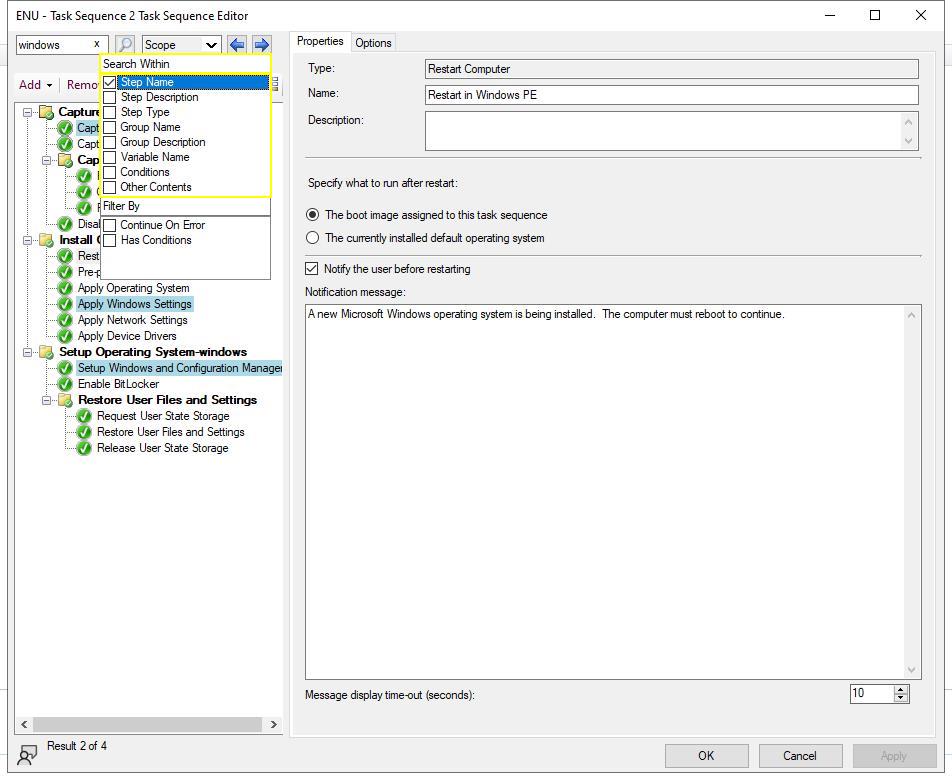 ENU - Task Sequence 2 Task Sequence Editor
windows x
Scope
Search Within
Step Name
Step Description
Step Type
Group Name
Group Description
Variable Name
Conditions
Other Contents
Filter By
Continue On Error
Has Conditions
Add
Remo
Capture
Capt
Capt
Cap
Disa
Install
Rest
Pre-p
Apply Operating System
Apply Windows Settings
Apply Network Settings
Apply Device Drivers
Setup Operating System-windows
Setup Windows and Configuration Manager
Enable BitLocker
Restore User Files and Settings
Request User State Storage
Restore User Files and Settings
Release User State Storage
Result 2 of 4
Properties Options
Type: Restart Computer
Name: Restart in Windows PE
Description:
Specify what to run after restart:
The boot image assigned to this task sequence
The currently installed default operating system
Notify the user before restarting
Notification message:
A new Microsoft Windows operating system is being installed. The computer must reboot to continue.
Message display time-out (seconds): 10
OK Cancel Apply